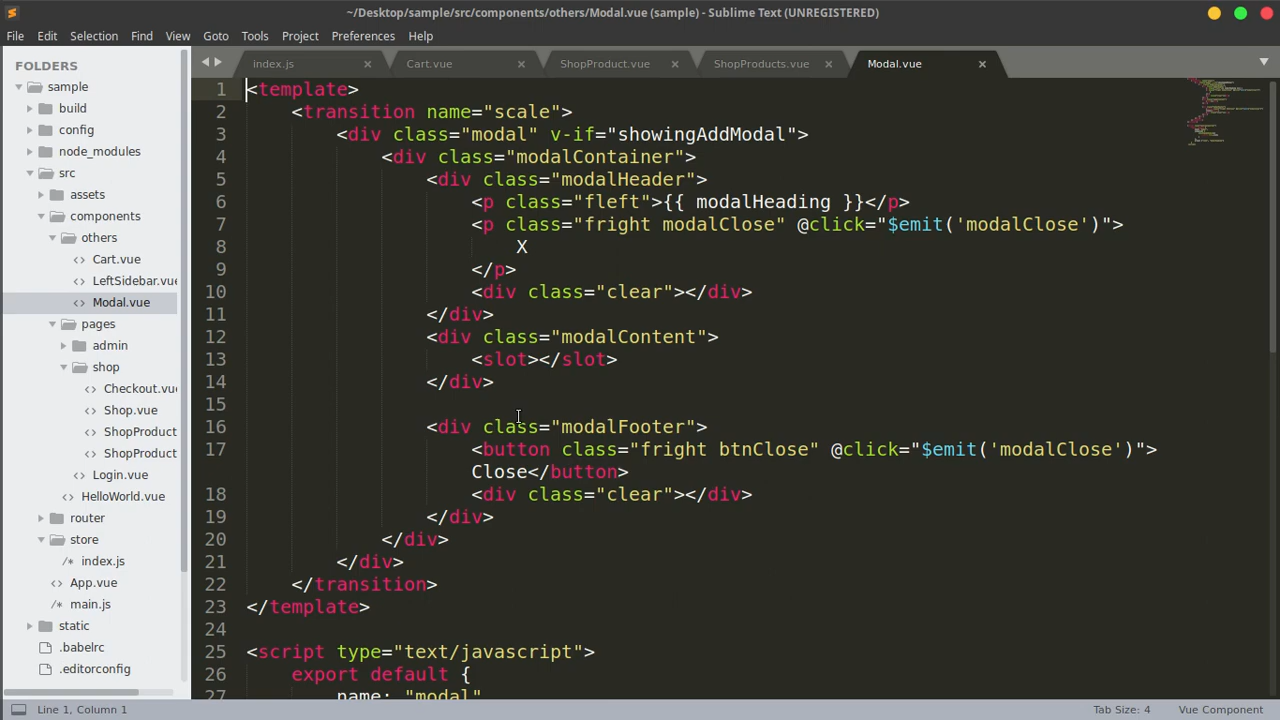 ~/Desktop/sample/src/components/others/Modal.vue (sample) - Sublime Text (UNREGISTERED)
File Edit Selection Find View Goto Tools Project Preferences Help
FOLDERS
sample
build
config
node_modules
src
assets
components
others
Cart.vue
LeftSidebar.vue
Modal.vue
pages
admin
shop
Checkout.vue
Shop.vue
ShopProduct
ShopProduct
Login.vue
HelloWorld.vue
router
store
/* index.js
App.vue
/* main.js
static
.babelrc
.editorconfig
index.js Cart.vue ShopProduct.vue ShopProducts.vue Modal.vue
1 <template>
2 <transition name="scale">
3 <div class="modal" v-if="showingAddModal">
4 <div class="modalContainer">
5 <div class="modalHeader">
6 <p class="fleft">{{ modalHeading }}</p>
7 <p class="fright modalClose" @click="$emit('modalClose')">
8 X
9 </p>
10 <div class="clear"></div>
11 </div>
12 <div class="modalContent">
13 <slot></slot>
14 </div>
15
16 <div class="modalFooter">
17 <button class="fright btnClose" @click="$emit('modalClose')">
Close</button>
18 <div class="clear"></div>
19 </div>
20 </div>
21 </div>
22 </transition>
23 </template>
24
25 <script type="text/javascript">
26 export default {
27 name: "modal"
Line 1, Column 1 Tab Size: 4 Vue Component